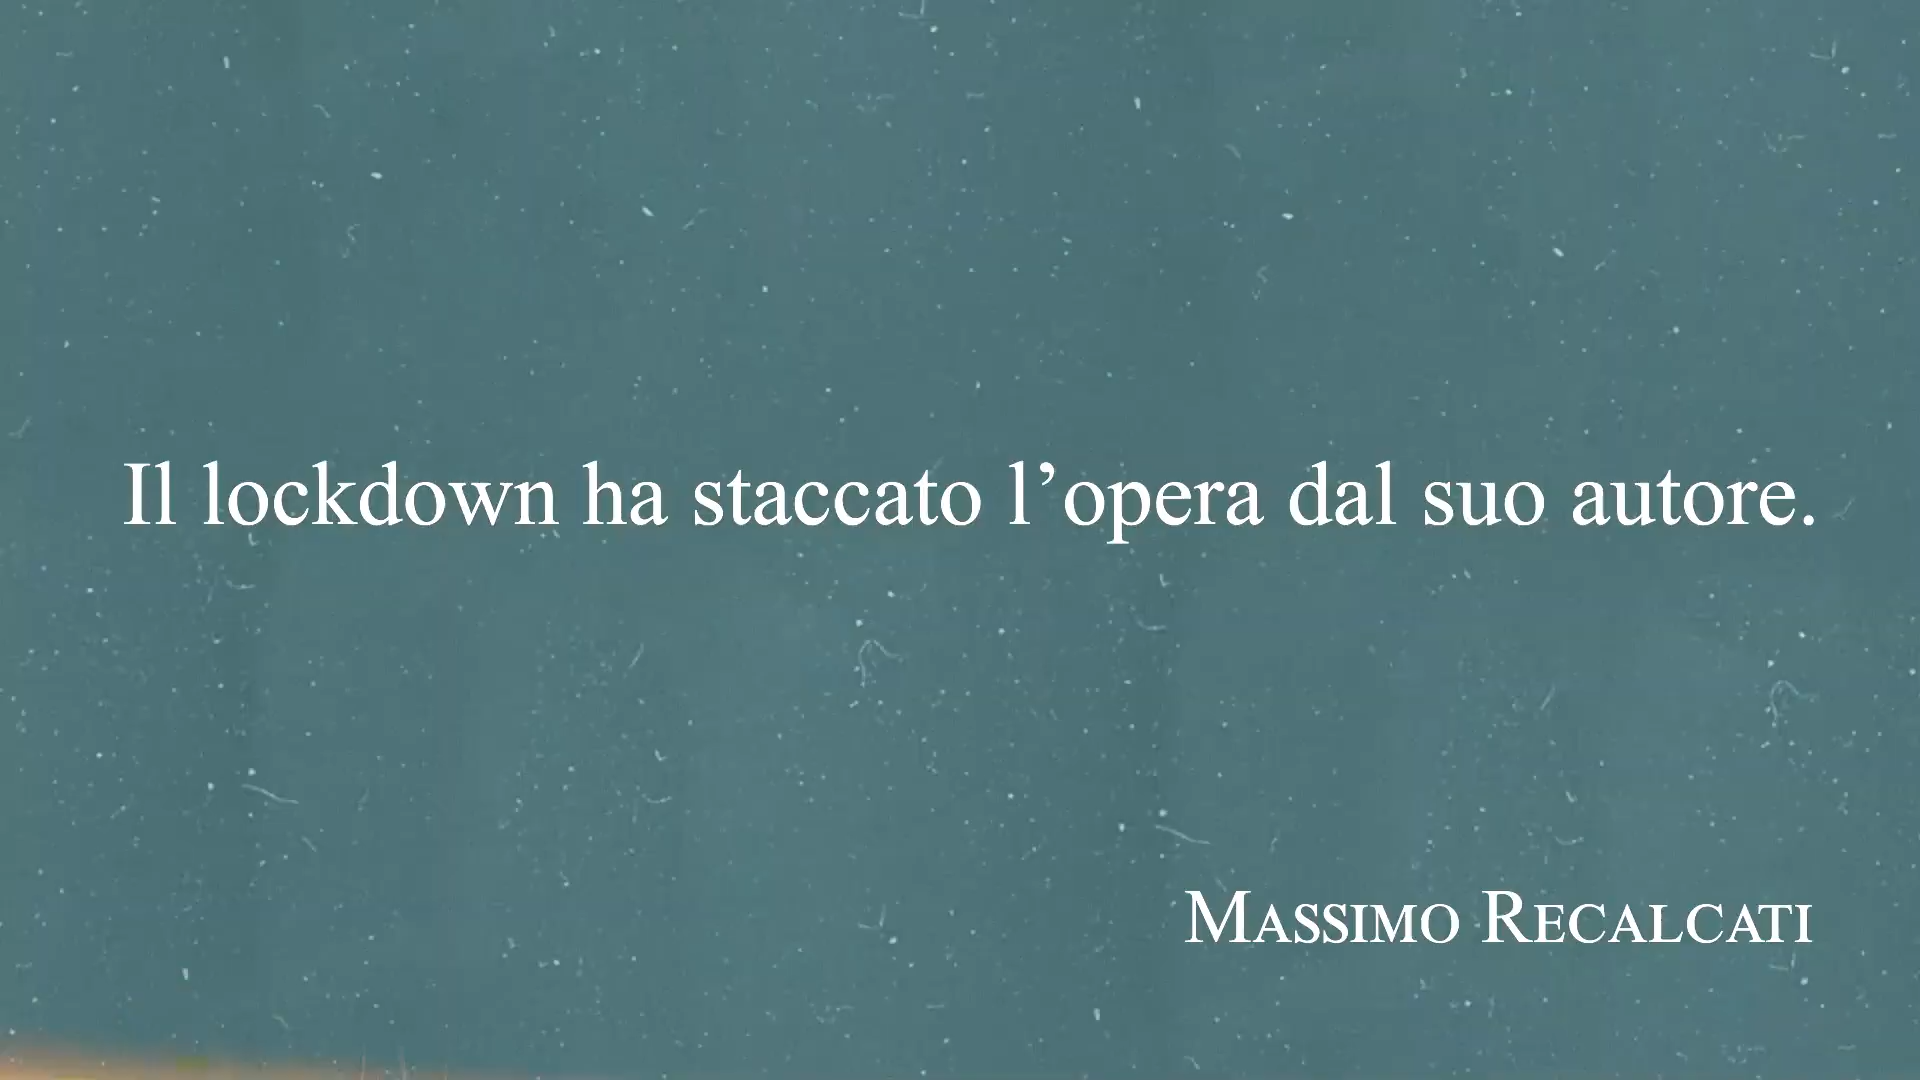 Il lockdown ha staccato l’opera dal suo autore.
Massimo Recalcati